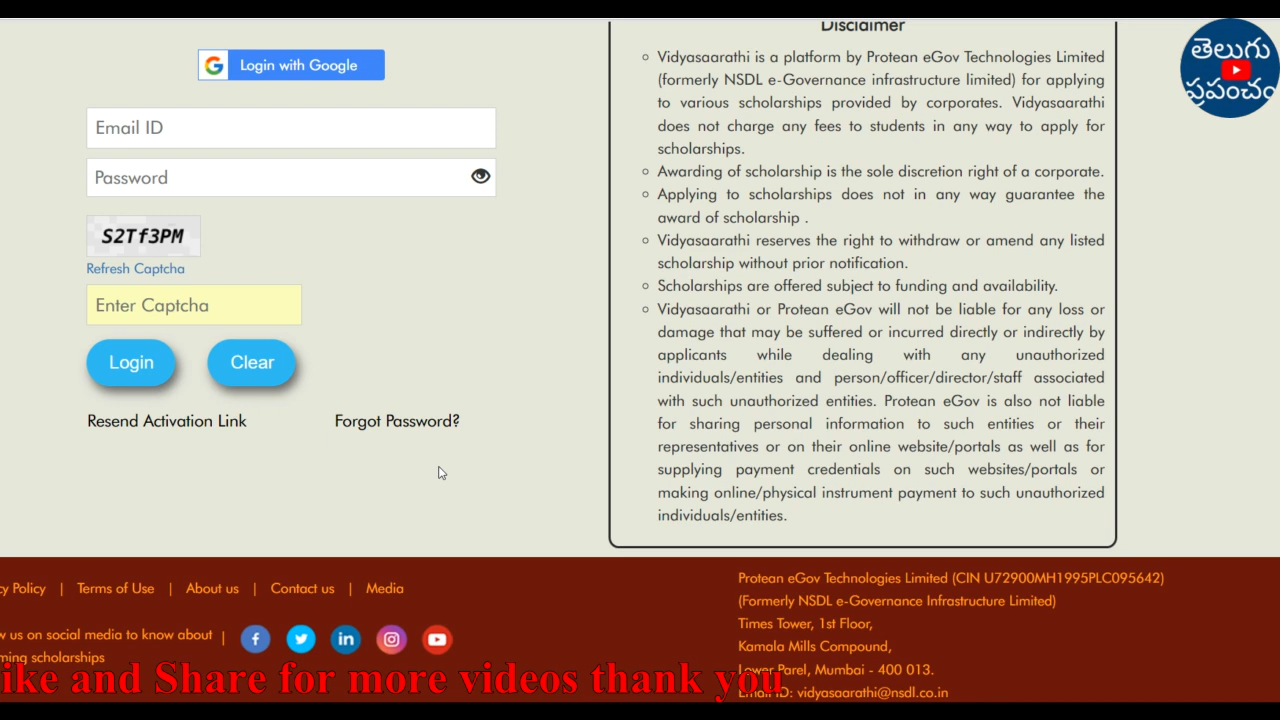 Login with Google
Email ID
Password
S2Tf3PM
Refresh Captcha
Enter Captcha
Login
Clear
Resend Activation Link
Forgot Password?
Disclaimer
Vidyasaarathi is a platform by Protean eGov Technologies Limited
(formerly NSDL e-Governance infrastructure limited) for applying
to various scholarships provided by corporates. Vidyasaarathi
does not charge any fees to students in any way to apply for
scholarships.
Awarding of scholarship is the sole discretion right of a corporate.
Applying to scholarships does not in any way guarantee the
award of scholarship .
Vidyasaarathi reserves the right to withdraw or amend any listed
scholarship without prior notification.
Scholarships are offered subject to funding and availability.
Vidyasaarathi or Protean eGov will not be liable for any loss or
damage that may be suffered or incurred directly or indirectly by
applicants while dealing with any unauthorized
individuals/entities and person/officer/director/staff associated
with such unauthorized entities. Protean eGov is also not liable
for sharing personal information to such entities or their
representatives or on their online website/portals as well as for
supplying payment credentials on such websites/portals or
making online/physical instrument payment to such unauthorized
individuals/entities.
తెలుగు
ప్రపంచం
cy Policy | Terms of Use | About us | Contact us | Media
w us on social media to know about |
ming scholarships
Protean eGov Technologies Limited (CIN U72900MH1995PLC095642)
(Formerly NSDL e-Governance Infrastructure Limited)
Times Tower, 1st Floor,
Kamala Mills Compound,
Lower Parel, Mumbai - 400 013.
Email ID: vidyasaarathi@nsdl.co.in
ike and Share for more videos thank you